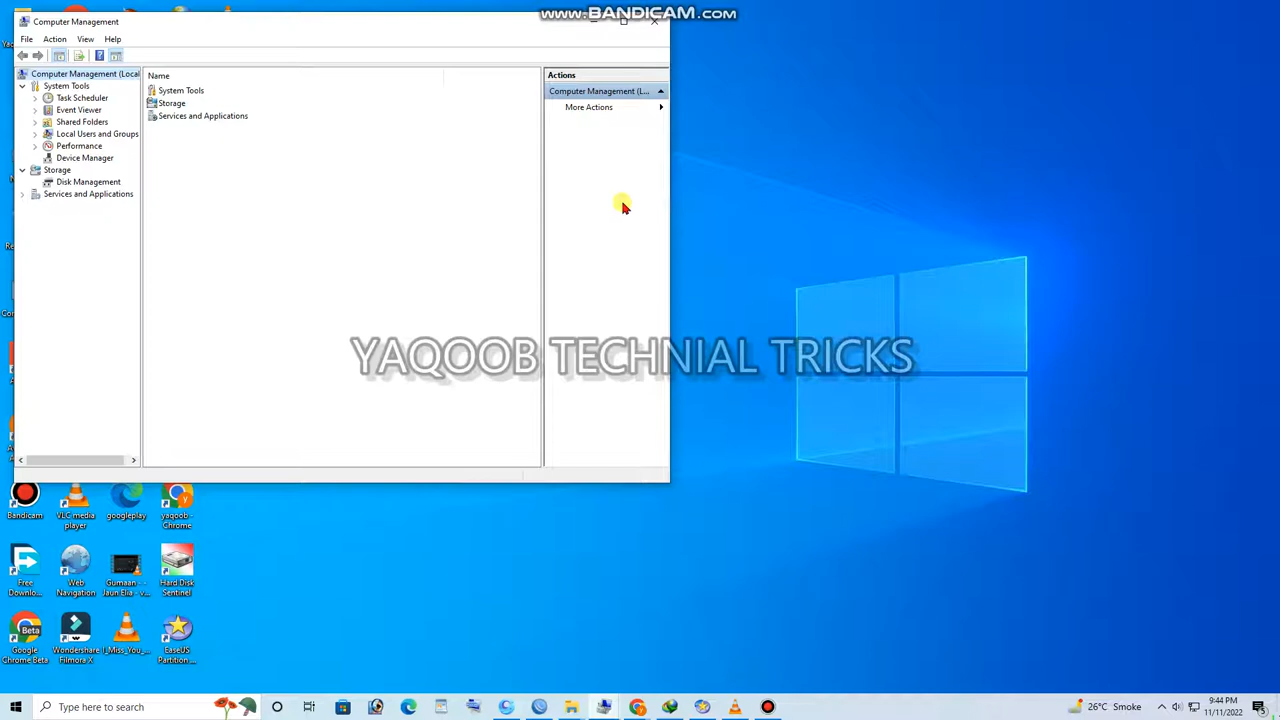 www.BANDICAM.com
Computer Management
File Action View Help
Computer Management (Local
System Tools
Task Scheduler
Event Viewer
Shared Folders
Local Users and Groups
Performance
Device Manager
Storage
Disk Management
Services and Applications
Name
System Tools
Storage
Services and Applications
Actions
Computer Management (L...
More Actions
YAQOOB TECHNIAL TRICKS
Bandicam
VLC media player
googleplay
yaqoob - Chrome
Free Downlo...
Web Navigation
Gumaan - - Jaun Elia - v...
Hard Disk Sentinel
Google Chrome Beta
Wondershare Filmora X
I_Miss_You_...
EaseUS Partition ...
Type here to search
26°C Smoke
9:44 PM
11/11/2022